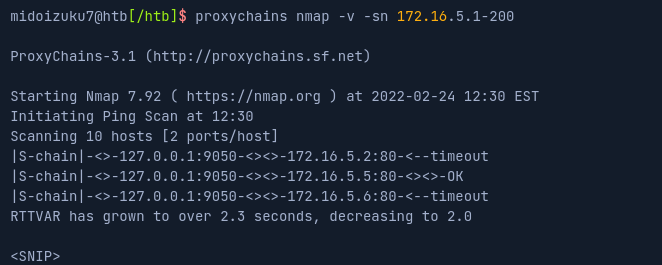 midoizuku7@htb[/htb]$ proxychains nmap -v -sn 172.16.5.1-200
ProxyChains-3.1 (http://proxychains.sf.net)
Starting Nmap 7.92 ( https://nmap.org ) at 2022-02-24 12:30 EST
Initiating Ping Scan at 12:30
Scanning 10 hosts [2 ports/host]
|S-chain|-<>-127.0.0.1:9050-<><>-172.16.5.2:80-<--timeout
|S-chain|-<>-127.0.0.1:9050-<><>-172.16.5.5:80-<><>-OK
|S-chain|-<>-127.0.0.1:9050-<><>-172.16.5.6:80-<--timeout
RTTVAR has grown to over 2.3 seconds, decreasing to 2.0
<SNIP>